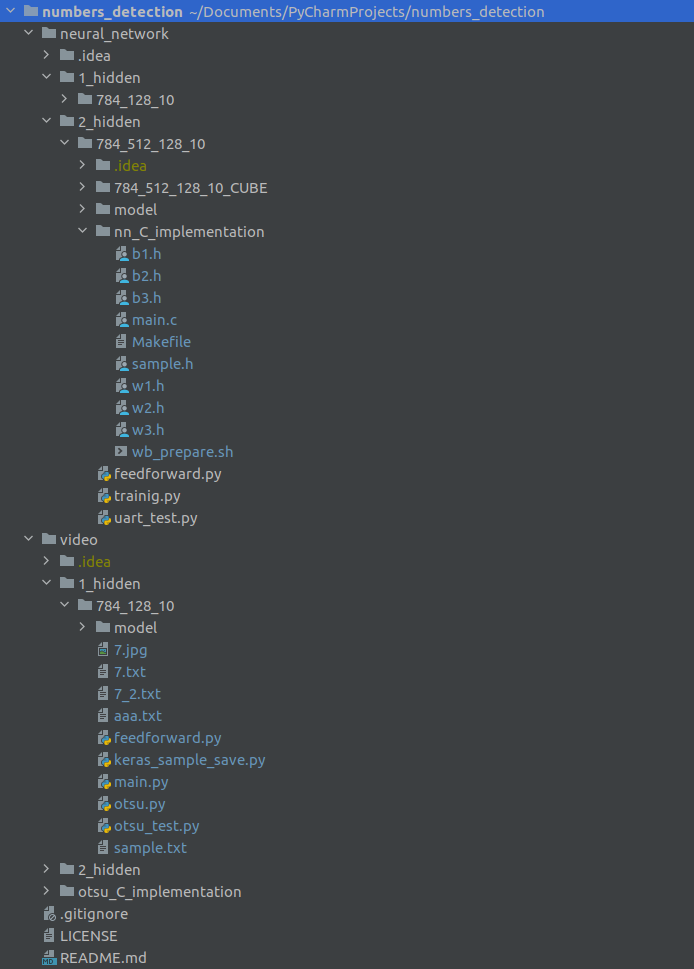 numbers_detection ~/Documents/PyCharmProjects/numbers_detection
neural_network
.idea
1_hidden
784_128_10
2_hidden
784_512_128_10
.idea
784_512_128_10_CUBE
model
nn_C_implementation
b1.h
b2.h
b3.h
main.c
Makefile
sample.h
w1.h
w2.h
w3.h
wb_prepare.sh
feedforward.py
trainig.py
uart_test.py
video
.idea
1_hidden
784_128_10
model
7.jpg
7.txt
7_2.txt
aaa.txt
feedforward.py
keras_sample_save.py
main.py
otsu.py
otsu_test.py
sample.txt
2_hidden
otsu_C_implementation
.gitignore
LICENSE
MD README.md